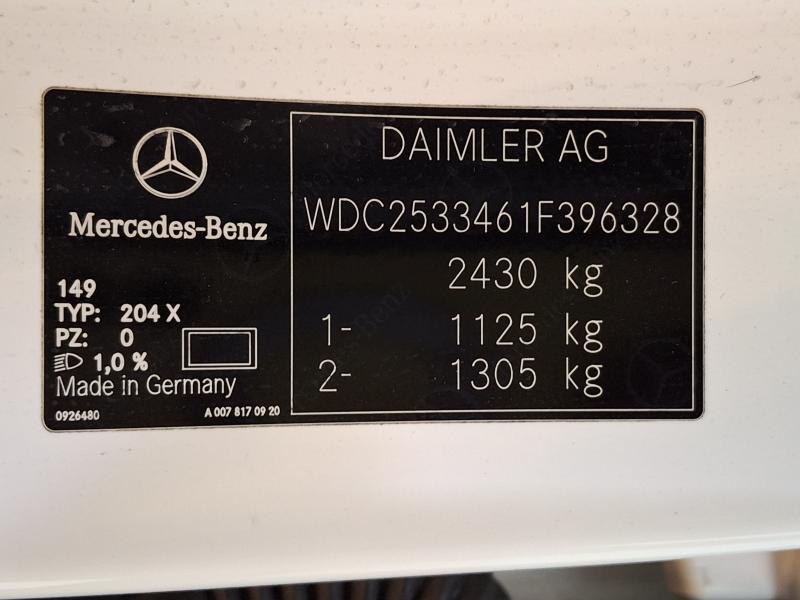 Mercedes-Benz
149
TYP: 204 X
PZ: 0
1,0 %
Made in Germany
0926480
A 007 817 09 20
DAIMLER AG
WDC2533461F396328
2430 kg
1- 1125 kg
2- 1305 kg